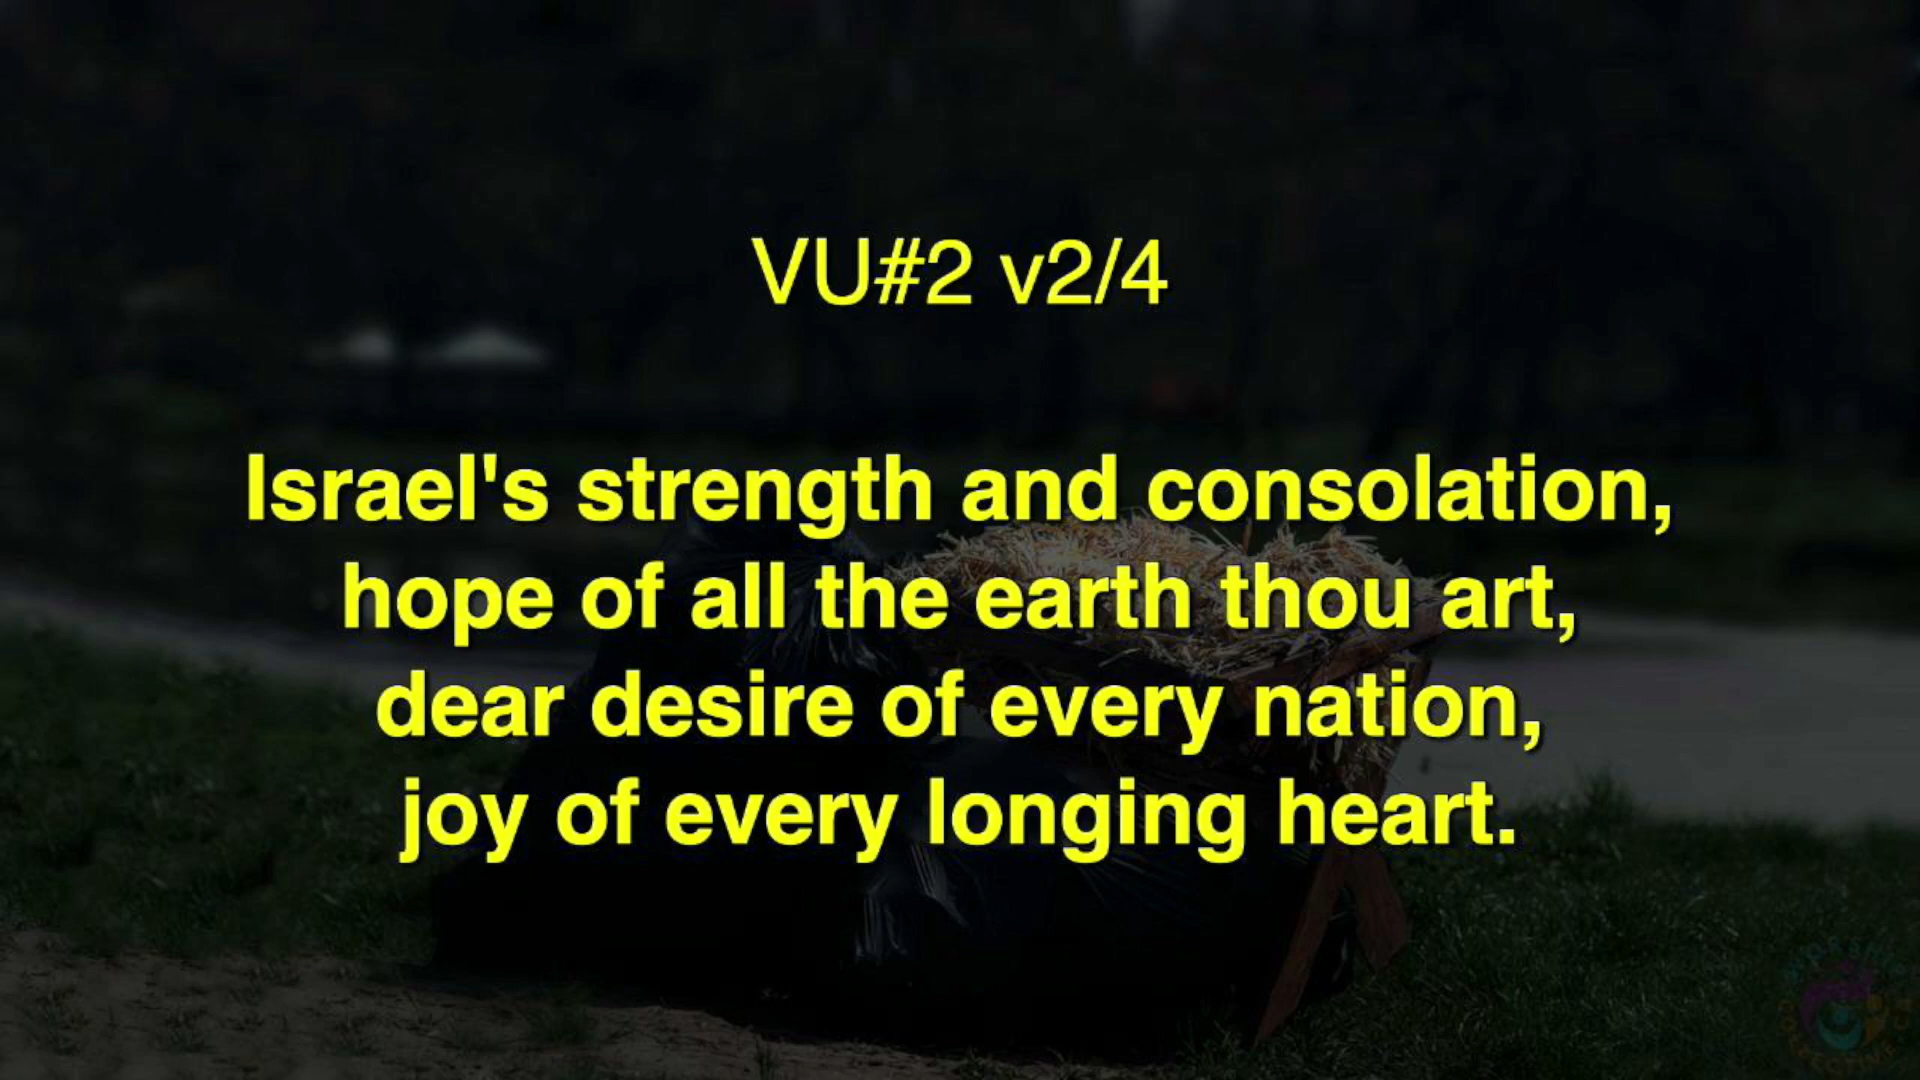 VU#2 v2/4
Israel's strength and consolation,
hope of all the earth thou art,
dear desire of every nation,
joy of every longing heart.